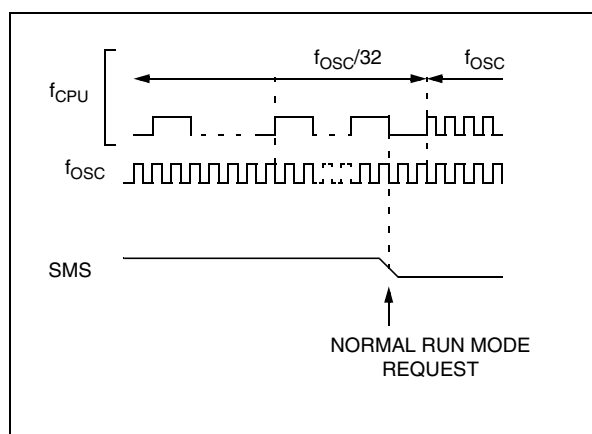 fOSC/32
fOSC
fCPU
fOSC
SMS
NORMAL RUN MODE
REQUEST